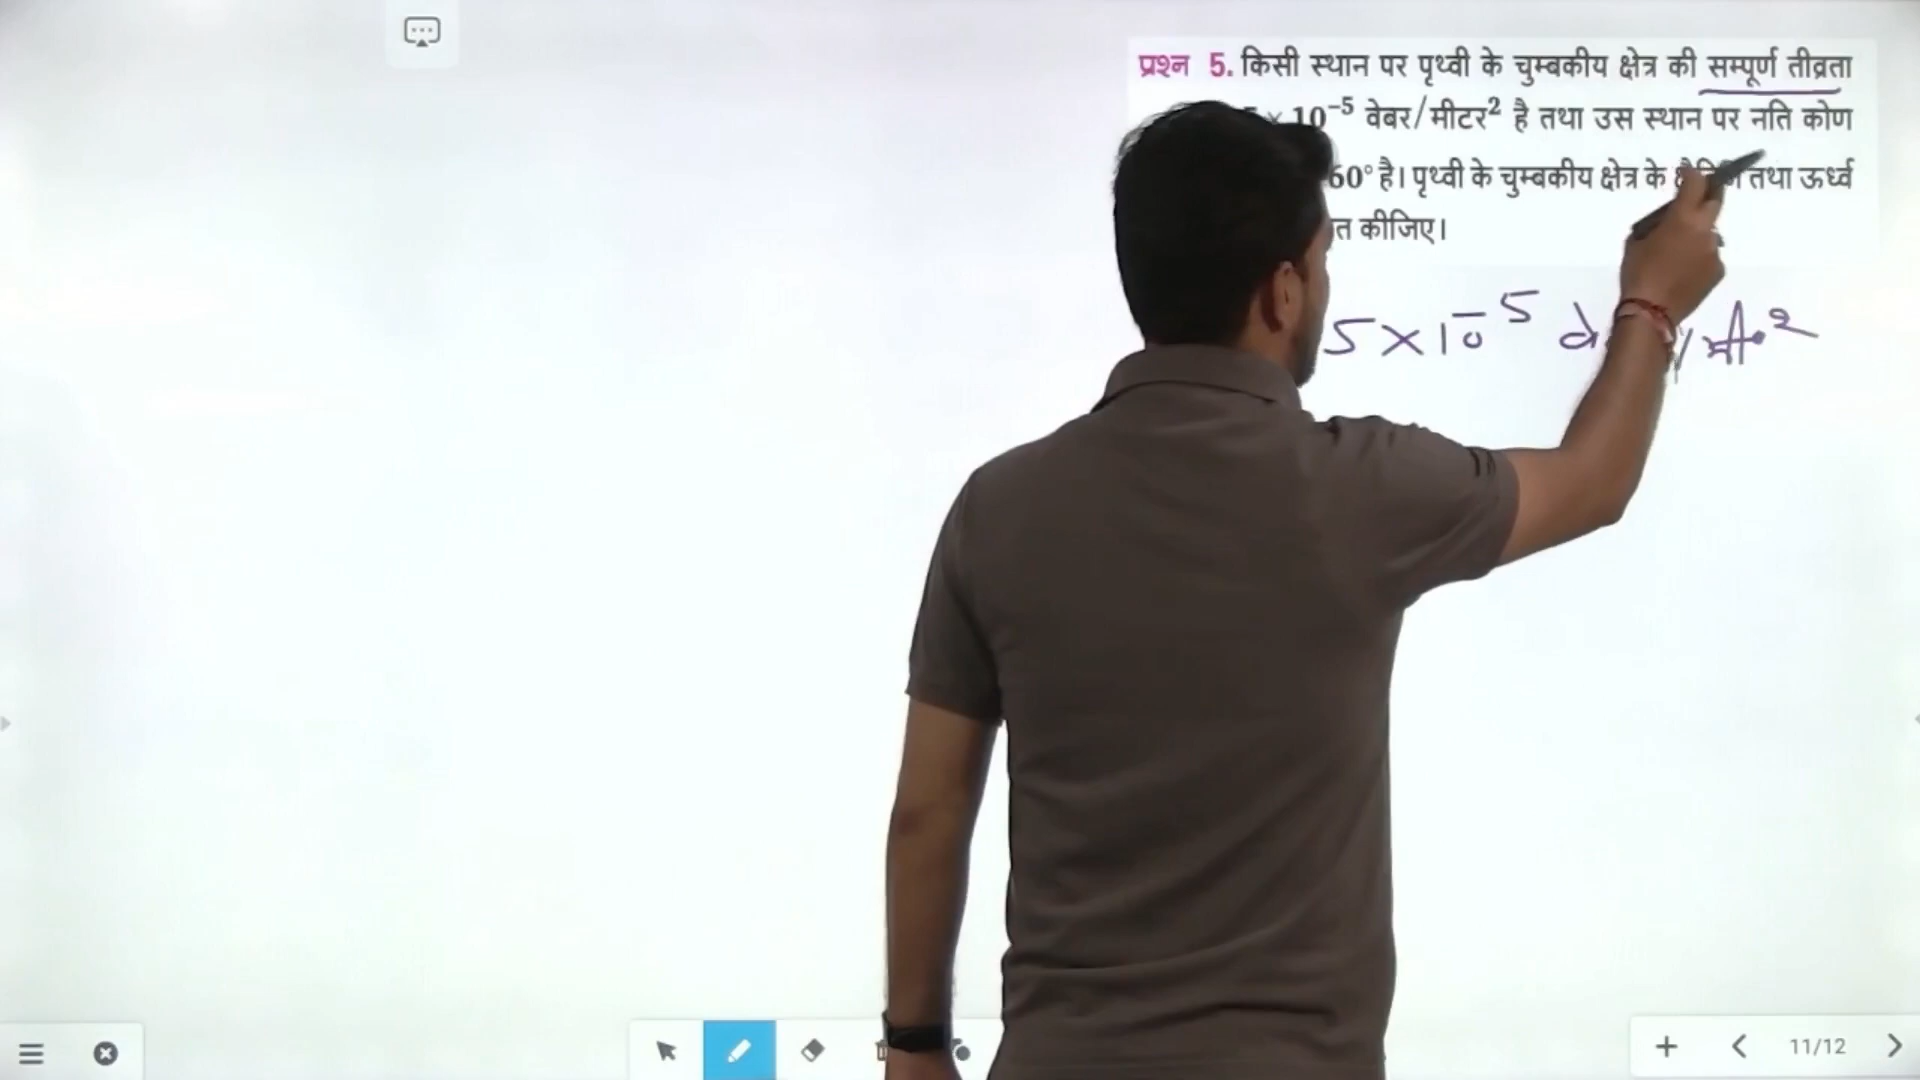 प्रश्न 5. किसी स्थान पर पृथ्वी के चुम्बकीय क्षेत्र की सम्पूर्ण तीव्रता
× 10⁻⁵ वेबर/मीटर² है तथा उस स्थान पर नति कोण
60° है। पृथ्वी के चुम्बकीय क्षेत्र के तथा ऊर्ध्व
कीजिए।
5 × 10⁻⁵
11/12